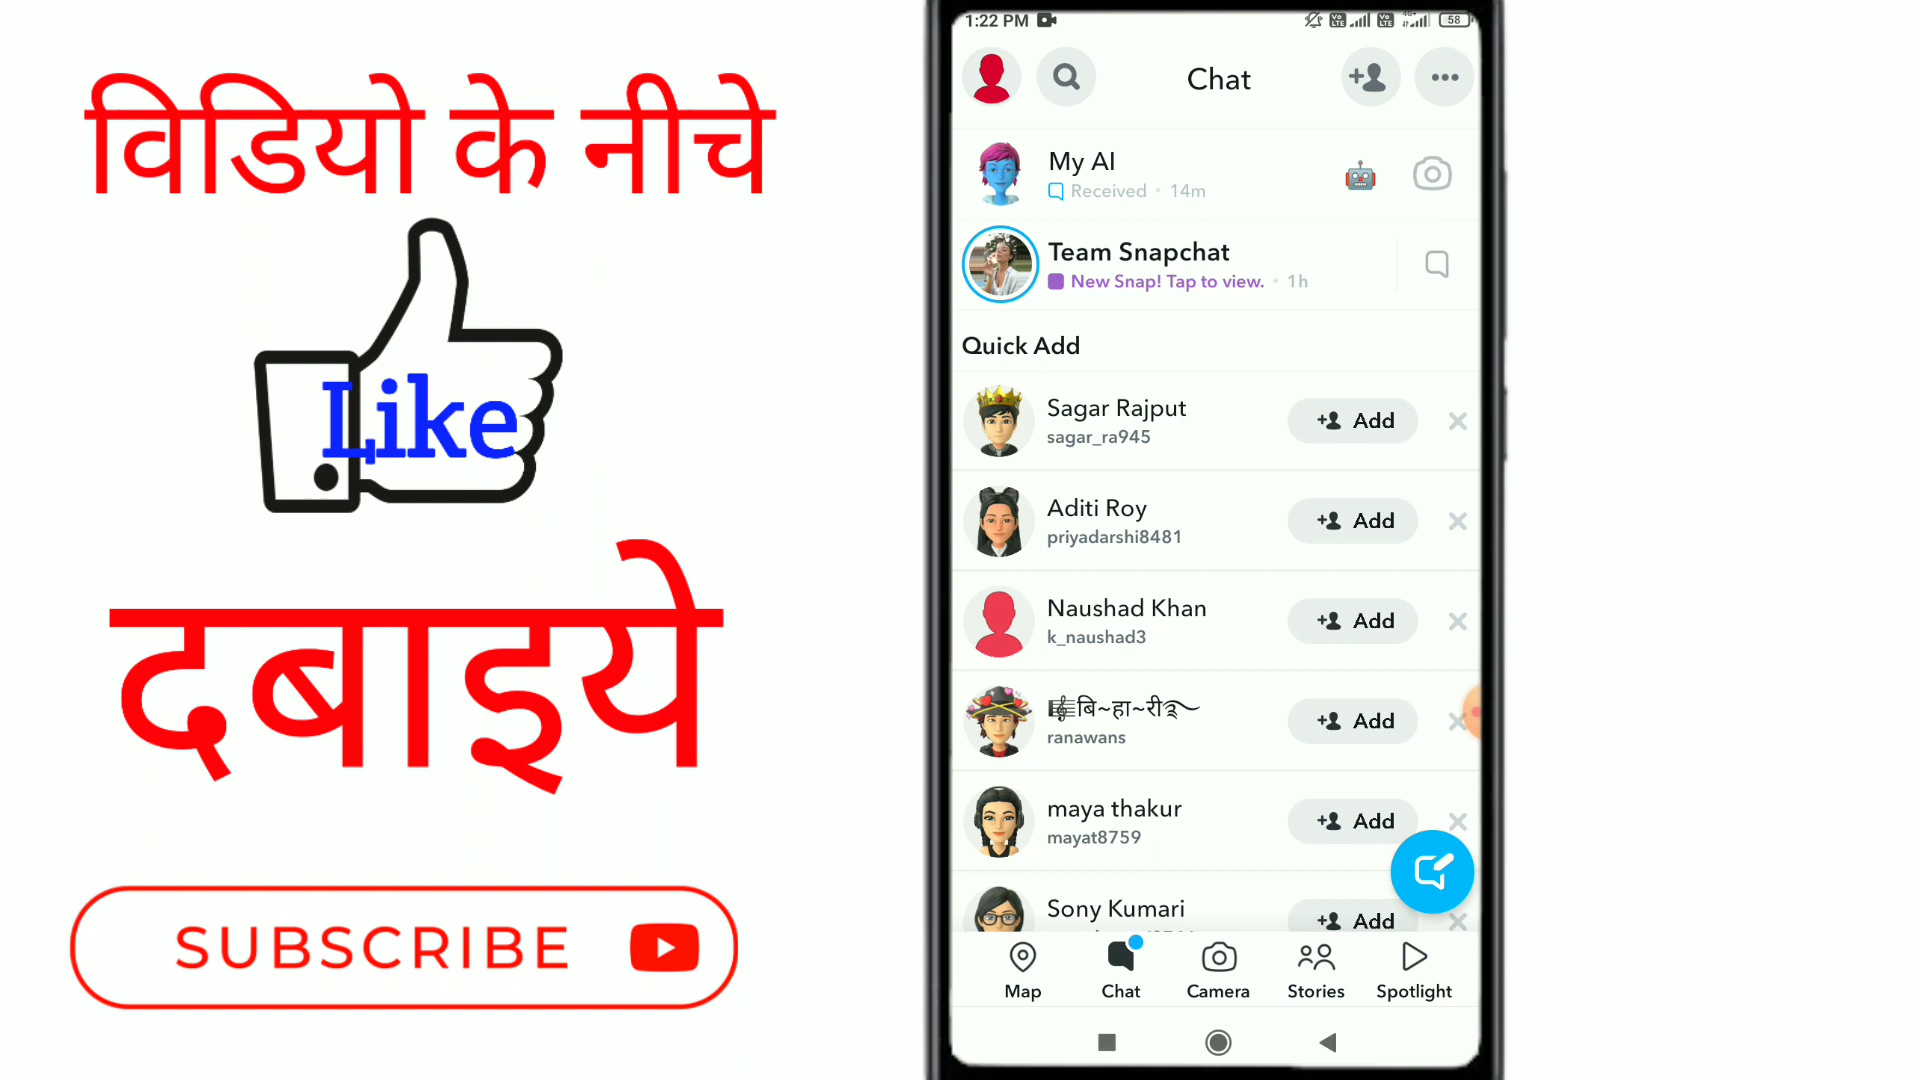 विडियो के नीचे
Like
दबाइये
SUBSCRIBE
1:22 PM
58
Chat
My AI
Received • 14m
Team Snapchat
New Snap! Tap to view. • 1h
Quick Add
Sagar Rajput
sagar_ra945
Add
Aditi Roy
priyadarshi8481
Add
Naushad Khan
k_naushad3
Add
🎼बि~हा~री
ranawans
Add
maya thakur
mayat8759
Add
Sony Kumari
Add
Map
Chat
Camera
Stories
Spotlight